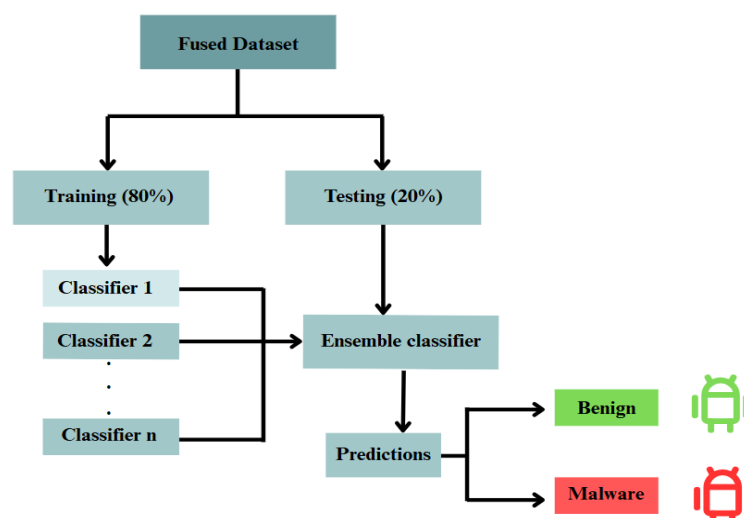 Fused Dataset
Training (80%)
Testing (20%)
Classifier 1
Classifier 2
Ensemble classifier
Classifier n
Predictions
Benign
Malware